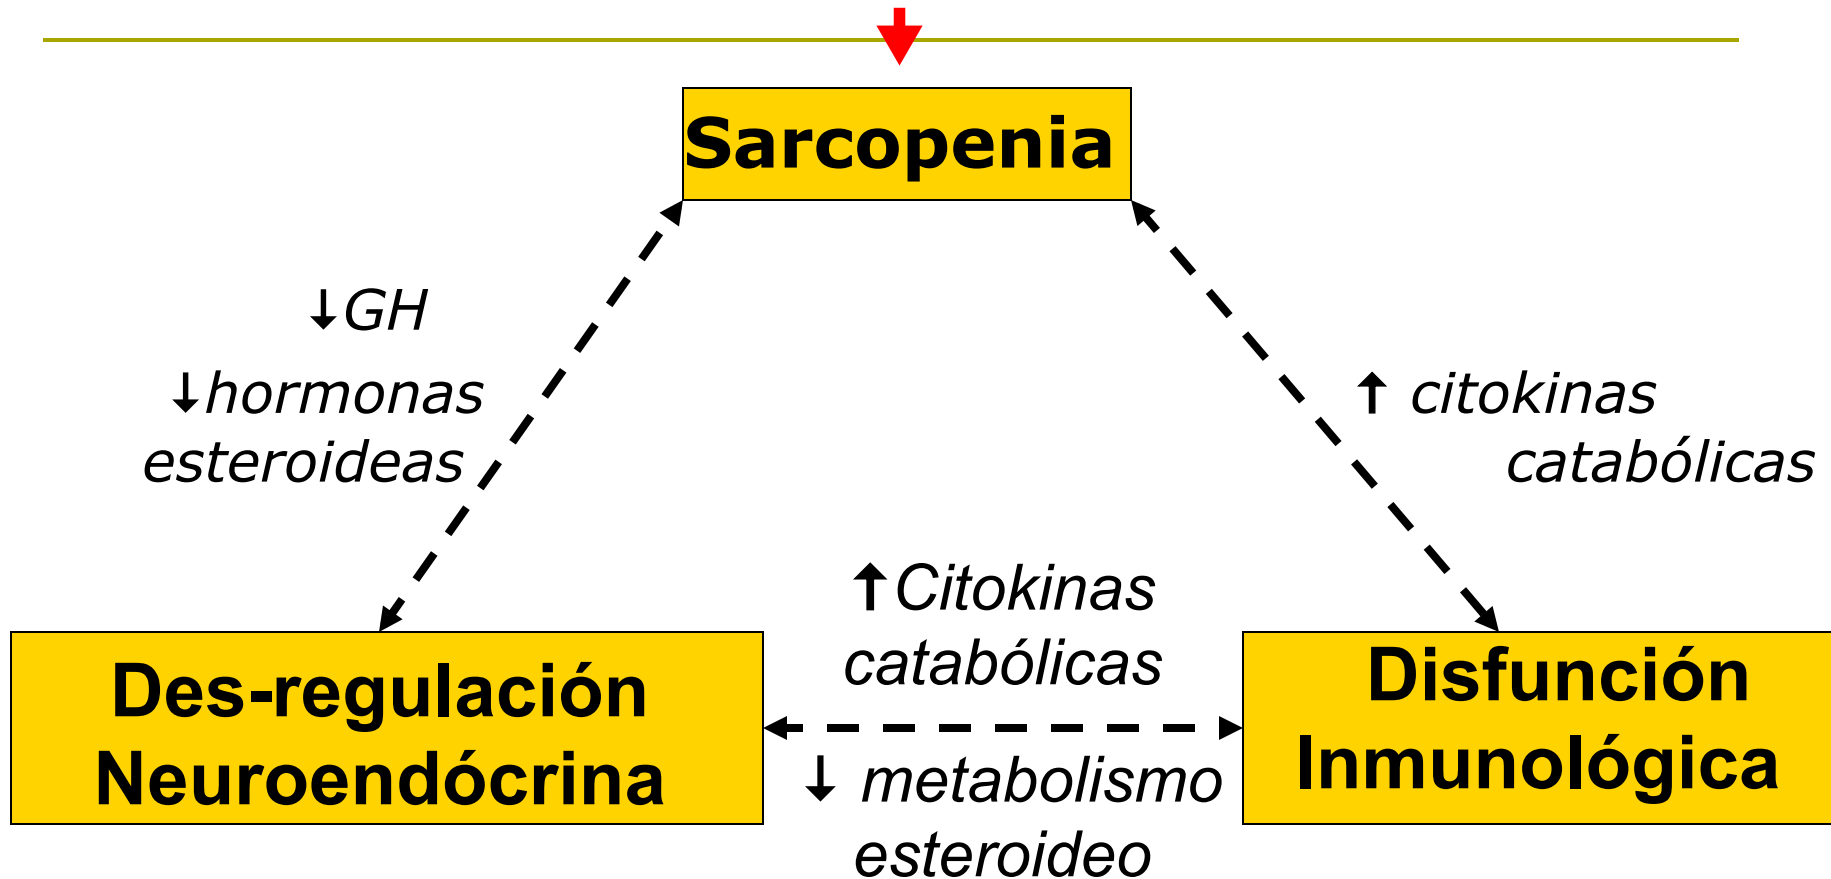 Sarcopenia
↓GH
↓hormonas
esteroideas
↑ citokinas
catabólicas
↑Citokinas
catabólicas
↓ metabolismo
esteroideo
Des-regulación
Neuroendócrina
Disfunción
Inmunológica